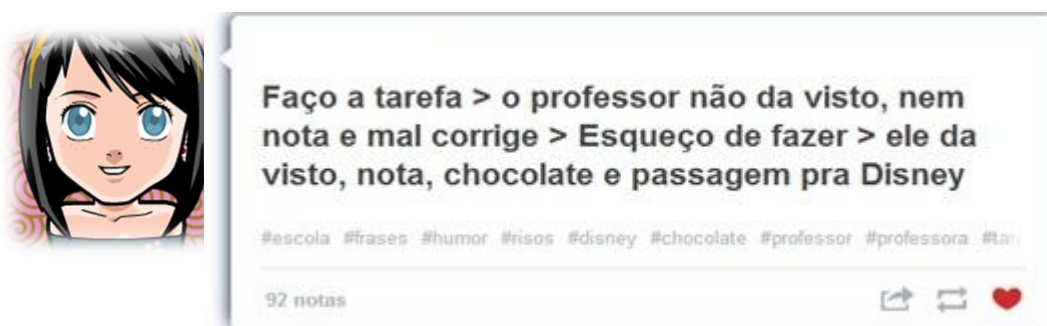 Faço a tarefa > o professor não da visto, nem
nota e mal corrige > Esqueço de fazer > ele da
visto, nota, chocolate e passagem pra Disney
#escola #frases #humor #risos #disney #chocolate #professor #professora
92 notas